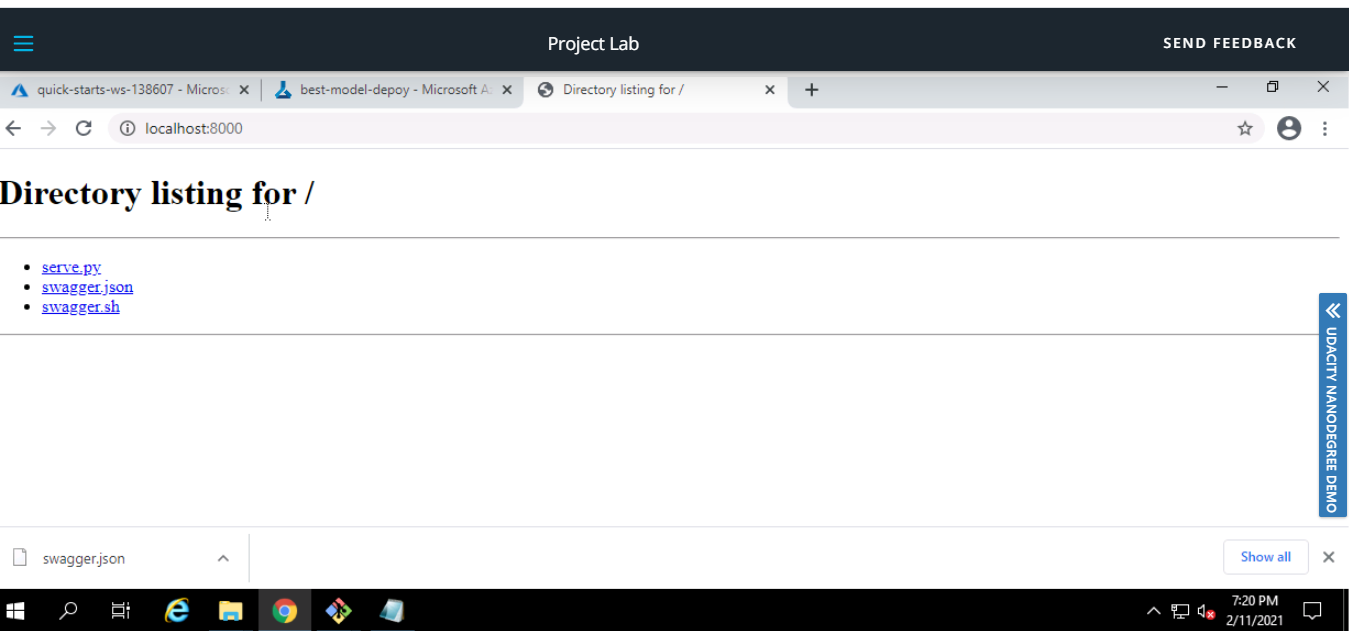 Project Lab
SEND FEEDBACK
quick-starts-ws-138607 - Micros
best-model-depoy - Microsoft A
Directory listing for /
localhost:8000
Directory listing for /
serve.py
swagger.json
swagger.sh
UDACITY NANODEGREE DEMO
swagger.json
Show all
7:20 PM
2/11/2021